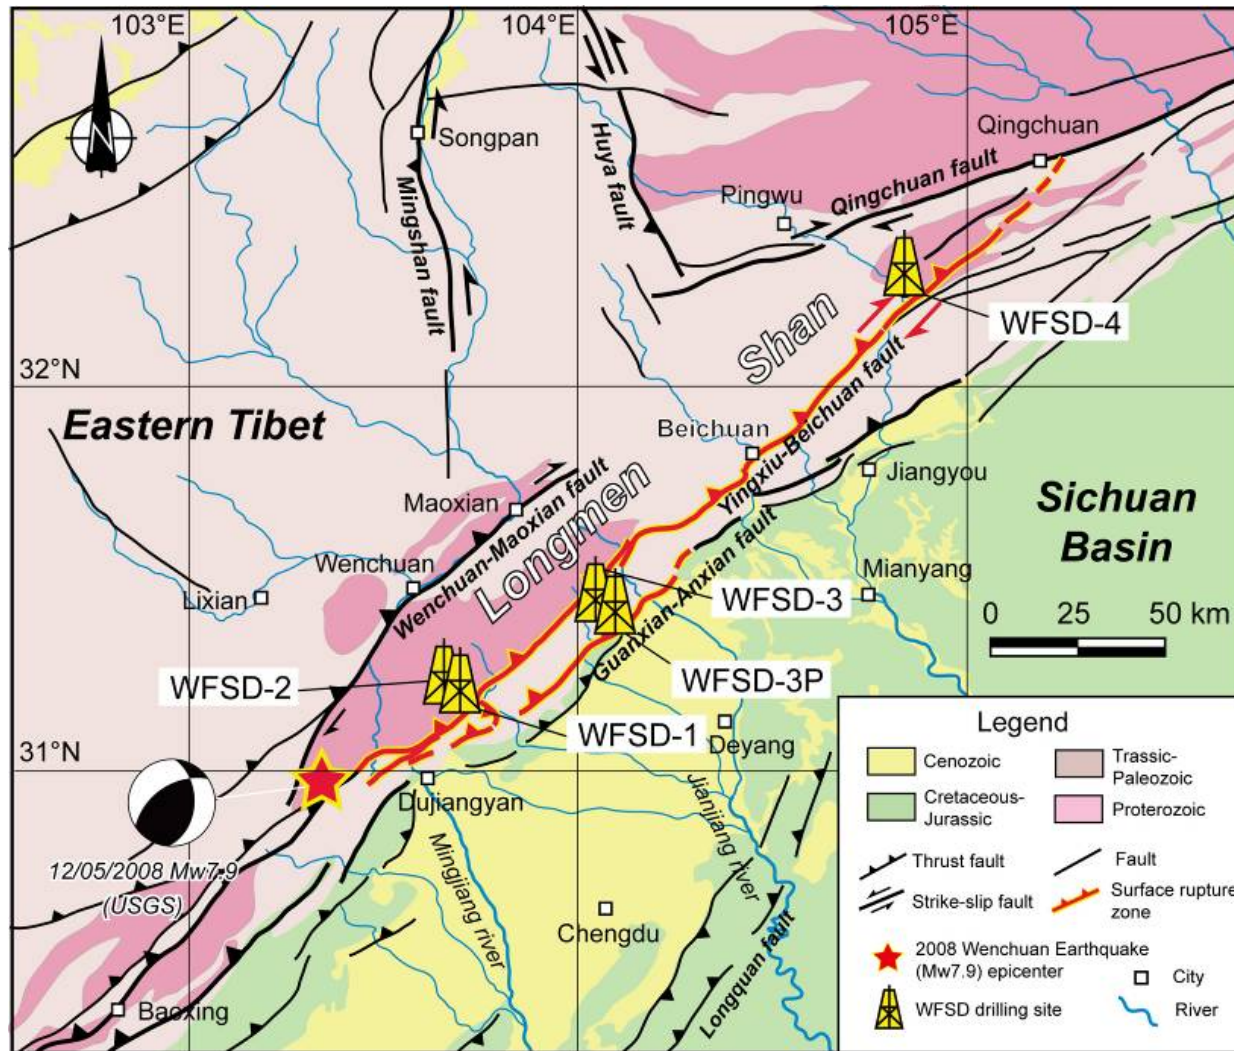 103°E
104°E
105°E
N
Songpan
Qingchuan
Huya fault
Mingshan fault
Pingwu
Qingchuan fault
WFSD-4
Shan
32°N
Eastern Tibet
Beichuan
Yingxiu-Beichuan fault
Jiangyou
Maoxian
Sichuan
Basin
Wenchuan
Wenchuan-Maoxian fault
Longmen
Mianyang
Lixian
WFSD-3
0 25 50 km
Guanxian-Anxian fault
WFSD-3P
WFSD-2
WFSD-1
Deyang
31°N
Dujiangyan
Jianjiang river
12/05/2008 Mw7.9
(USGS)
Mingjiang river
Chengdu
Longquan fault
Baoxing
Legend
Cenozoic
Trassic-
Paleozoic
Cretaceous-
Jurassic
Proterozoic
Thrust fault
Fault
Strike-slip fault
Surface rupture
zone
2008 Wenchuan Earthquake
(Mw7.9) epicenter
City
WFSD drilling site
River